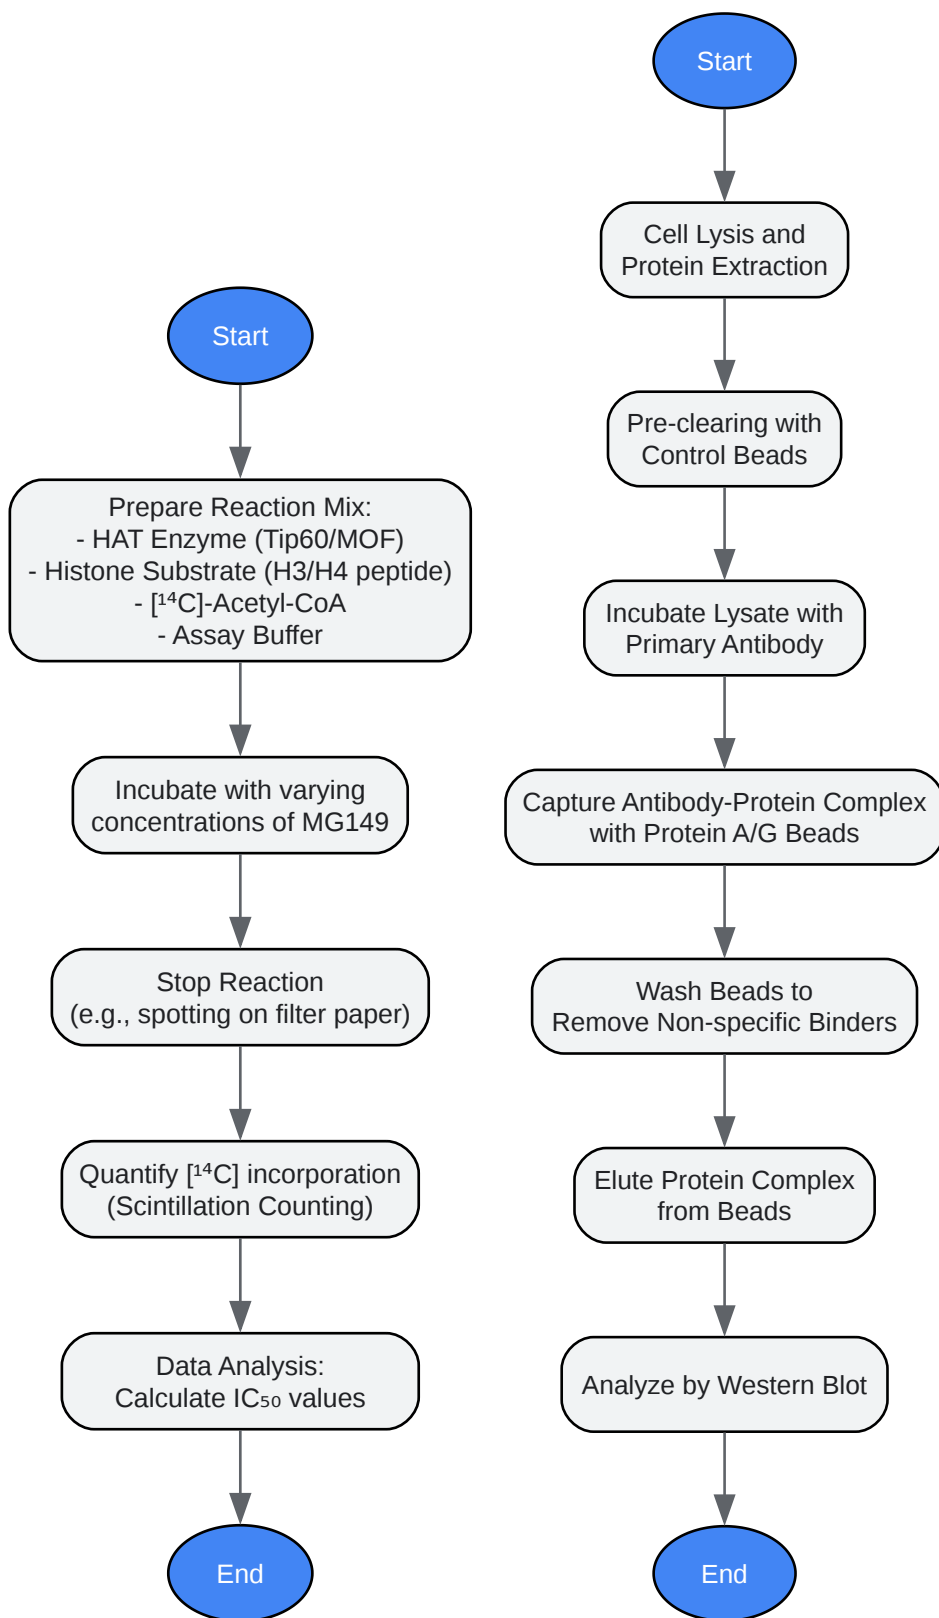 Start
Prepare Reaction Mix:
- HAT Enzyme (Tip60/MOF)
- Histone Substrate (H3/H4 peptide)
- [¹⁴C]-Acetyl-CoA
- Assay Buffer
Incubate with varying
concentrations of MG149
Stop Reaction
(e.g., spotting on filter paper)
Quantify [¹⁴C] incorporation
(Scintillation Counting)
Data Analysis:
Calculate IC₅₀ values
End
Start
Cell Lysis and
Protein Extraction
Pre-clearing with
Control Beads
Incubate Lysate with
Primary Antibody
Capture Antibody-Protein Complex
with Protein A/G Beads
Wash Beads to
Remove Non-specific Binders
Elute Protein Complex
from Beads
Analyze by Western Blot
End